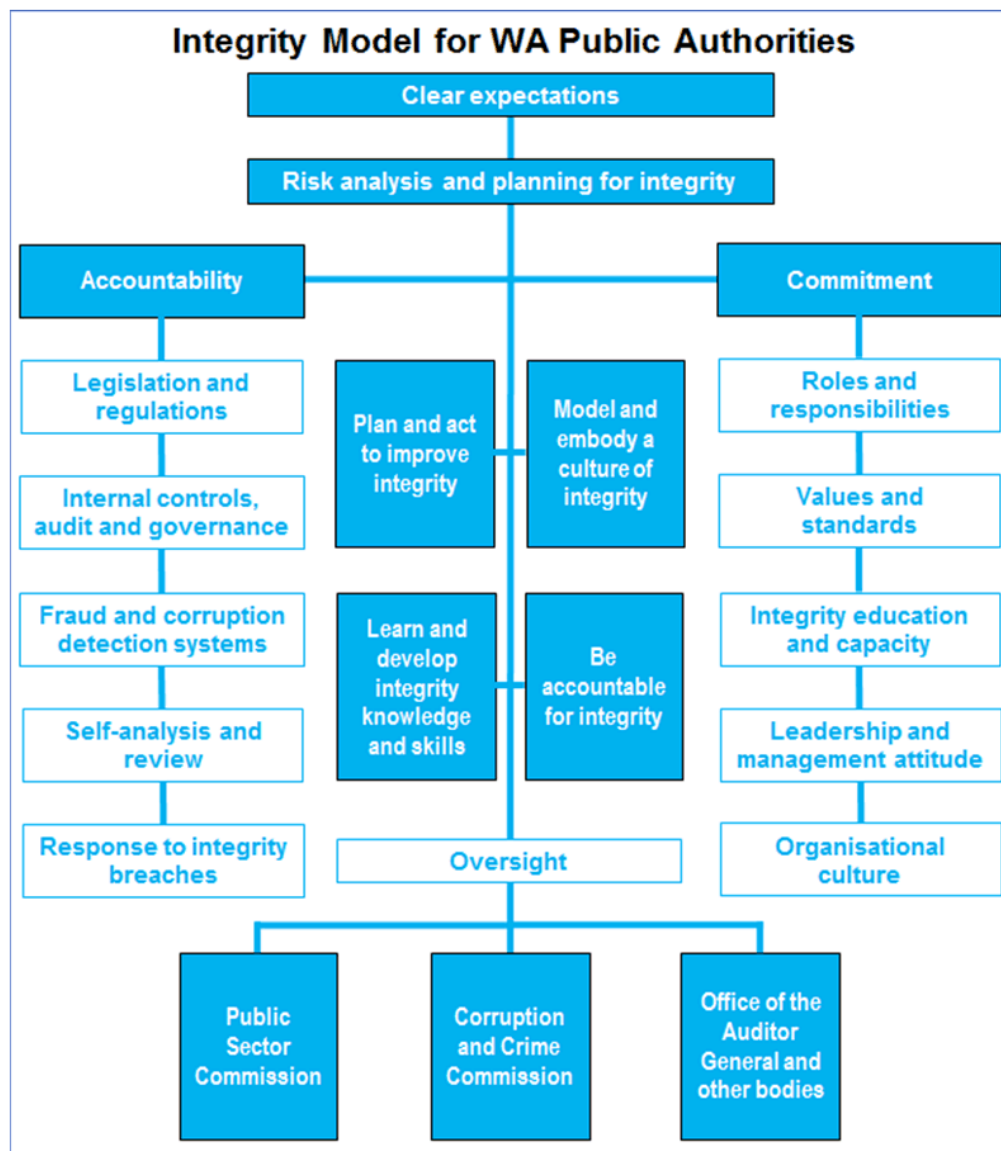 Integrity Model for WA Public Authorities
Clear expectations
Risk analysis and planning for integrity
Accountability
Commitment
Legislation and
regulations
Internal controls,
audit and governance
Fraud and corruption
detection systems
Self-analysis and
review
Response to integrity
breaches
Plan and act
to improve
integrity
Model and
embody a
culture of
integrity
Learn and
develop
integrity
knowledge
and skills
Be
accountable
for integrity
Roles and
responsibilities
Values and
standards
Integrity education
and capacity
Leadership and
management attitude
Organisational
culture
Oversight
Public
Sector
Commission
Corruption
and Crime
Commission
Office of the
Auditor
General and
other bodies